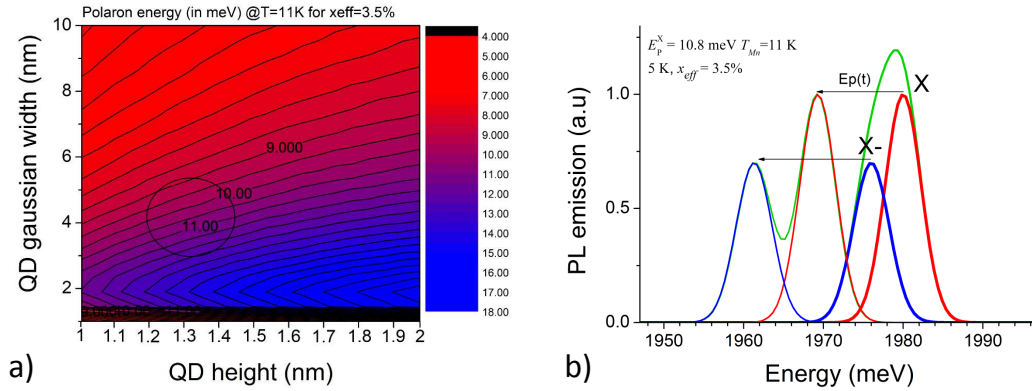 Polaron energy (in meV) @T=11K for xeff=3.5%
QD gaussian width (nm)
10
8
6
4
2
9.000
10.00
11.00
1 1.1 1.2 1.3 1.4 1.5 1.6 1.7 1.8 1.9 2
QD height (nm)
4.000
5.000
6.000
7.000
8.000
9.000
10.00
11.00
12.00
13.00
14.00
15.00
16.00
17.00
18.00
a)
E_P^X = 10.8 meV T_Mn=11 K
5 K, x_eff = 3.5%
Ep(t)
X
X-
PL emission (a.u)
1.0
0.5
0.0
1950 1960 1970 1980 1990
Energy (meV)
b)